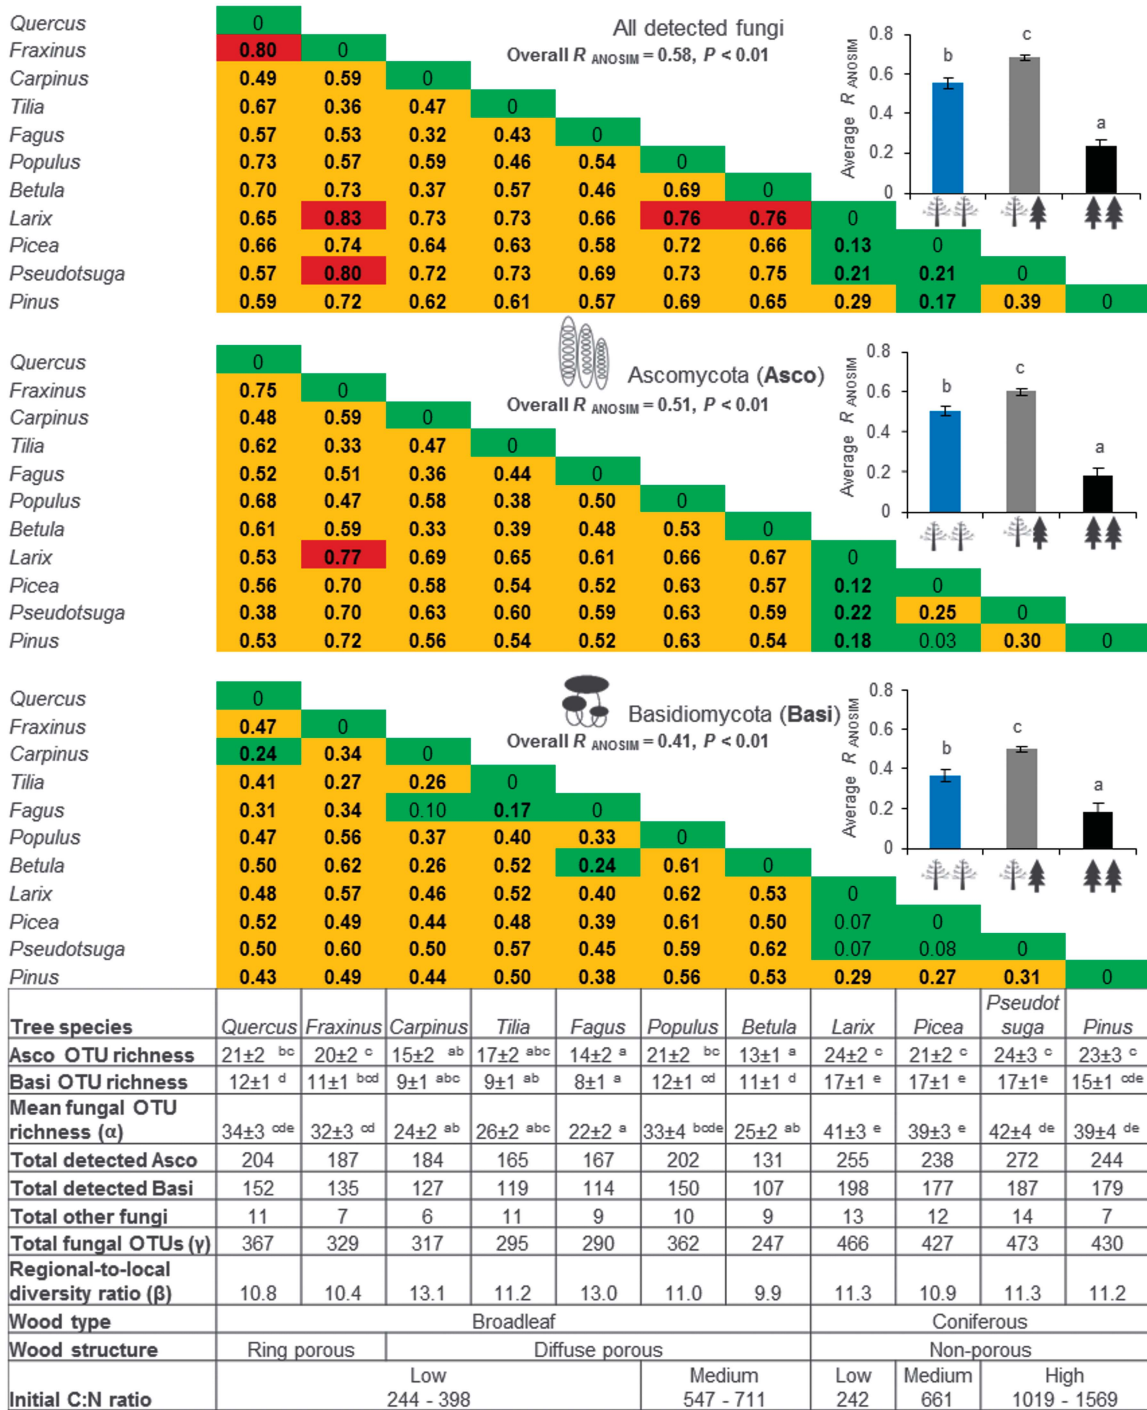 All detected fungi
Overall R ANOSIM = 0.58, P < 0.01
Quercus 0
Fraxinus 0.80 0
Carpinus 0.49 0.59 0
Tilia 0.67 0.36 0.47 0
Fagus 0.57 0.53 0.32 0.43 0
Populus 0.73 0.57 0.59 0.46 0.54 0
Betula 0.70 0.73 0.37 0.57 0.46 0.69 0
Larix 0.65 0.83 0.73 0.73 0.66 0.76 0.76 0
Picea 0.66 0.74 0.64 0.63 0.58 0.72 0.66 0.13 0
Pseudotsuga 0.57 0.80 0.72 0.73 0.69 0.73 0.75 0.21 0.21 0
Pinus 0.59 0.72 0.62 0.61 0.57 0.69 0.65 0.29 0.17 0.39 0
Average R ANOSIM
0.8
0.6
0.4
0.2
0
b c a
Ascomycota (Asco)
Overall R ANOSIM = 0.51, P < 0.01
Quercus 0
Fraxinus 0.75 0
Carpinus 0.48 0.59 0
Tilia 0.62 0.33 0.47 0
Fagus 0.52 0.51 0.36 0.44 0
Populus 0.68 0.47 0.58 0.38 0.50 0
Betula 0.61 0.59 0.33 0.39 0.48 0.53 0
Larix 0.53 0.77 0.69 0.65 0.61 0.66 0.67 0
Picea 0.56 0.70 0.58 0.54 0.52 0.63 0.57 0.12 0
Pseudotsuga 0.38 0.70 0.63 0.60 0.59 0.63 0.59 0.22 0.25 0
Pinus 0.53 0.72 0.56 0.54 0.52 0.63 0.54 0.18 0.03 0.30 0
Average R ANOSIM
0.8
0.6
0.4
0.2
0
b c a
Basidiomycota (Basi)
Overall R ANOSIM = 0.41, P < 0.01
Quercus 0
Fraxinus 0.47 0
Carpinus 0.24 0.34 0
Tilia 0.41 0.27 0.26 0
Fagus 0.31 0.34 0.10 0.17 0
Populus 0.47 0.56 0.37 0.40 0.33 0
Betula 0.50 0.62 0.26 0.52 0.24 0.61 0
Larix 0.48 0.57 0.46 0.52 0.40 0.62 0.53 0
Picea 0.52 0.49 0.44 0.48 0.39 0.61 0.50 0.07 0
Pseudotsuga 0.50 0.60 0.50 0.57 0.45 0.59 0.62 0.07 0.08 0
Pinus 0.43 0.49 0.44 0.50 0.38 0.56 0.53 0.29 0.27 0.31 0
Average R ANOSIM
0.8
0.6
0.4
0.2
0
b c a
Tree species Quercus Fraxinus Carpinus Tilia Fagus Populus Betula Larix Picea Pseudot suga Pinus
Asco OTU richness 21±2 bc 20±2 c 15±2 ab 17±2 abc 14±2 a 21±2 bc 13±1 a 24±2 c 21±2 c 24±3 c 23±3 c
Basi OTU richness 12±1 d 11±1 bcd 9±1 abc 9±1 ab 8±1 a 12±1 cd 11±1 d 17±1 e 17±1 e 17±1 e 15±1 cde
Mean fungal OTU
richness (α) 34±3 cde 32±3 cd 24±2 ab 26±2 abc 22±2 a 33±4 bcde 25±2 ab 41±3 e 39±3 e 42±4 de 39±4 de
Total detected Asco 204 187 184 165 167 202 131 255 238 272 244
Total detected Basi 152 135 127 119 114 150 107 198 177 187 179
Total other fungi 11 7 6 11 9 10 9 13 12 14 7
Total fungal OTUs (γ) 367 329 317 295 290 362 247 466 427 473 430
Regional-to-local
diversity ratio (β) 10.8 10.4 13.1 11.2 13.0 11.0 9.9 11.3 10.9 11.3 11.2
Wood type Broadleaf Coniferous
Wood structure Ring porous Diffuse porous Non-porous
Low Medium Low Medium High
Initial C:N ratio 244 - 398 547 - 711 242 661 1019 - 1569